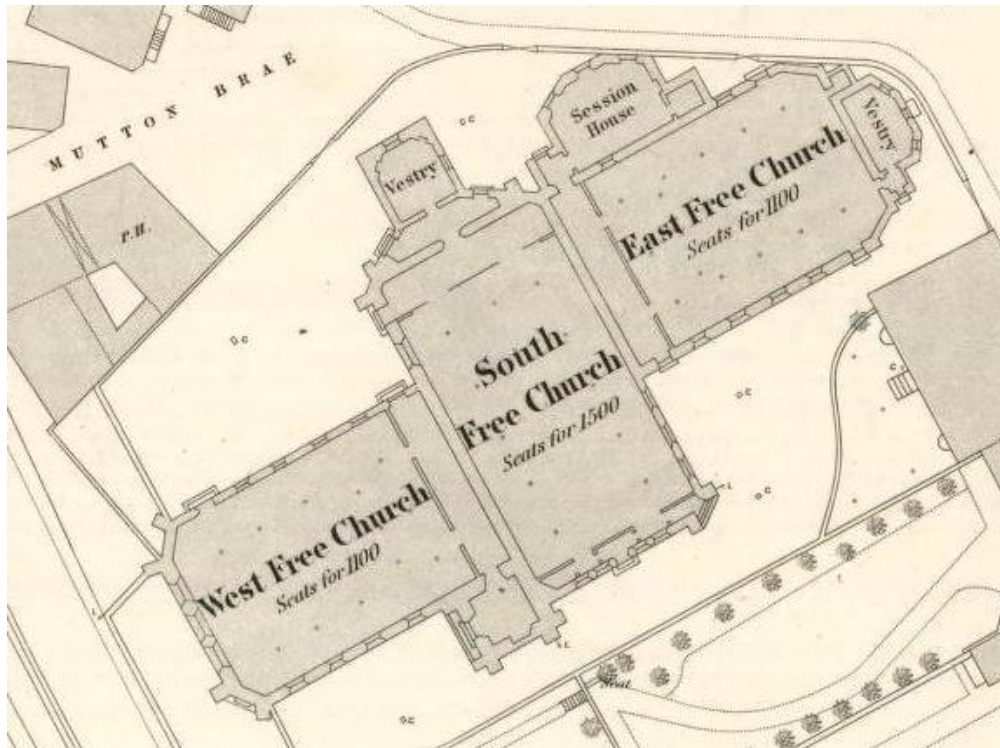 MUTTON BRAE
P.H.
Vestry
Session
House
Vestry
East Free Church
Seats for 1100
South
Free Church
Seats for 1500
West Free Church
Seats for 1100
Seat